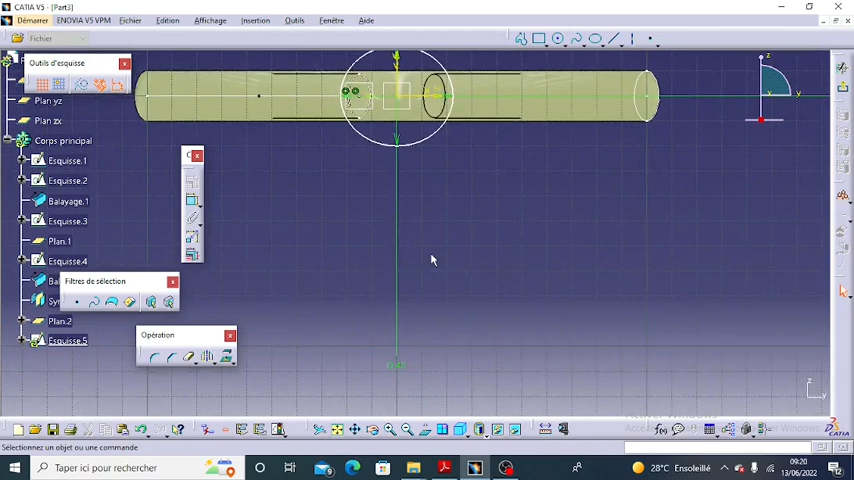 CATIA V5 - [Part3]
Démarrer
ENOVIA V5 VPM
Fichier
Edition
Affichage
Insertion
Outils
Fenêtre
Aide
Fichier
Outils d'esquisse
Plan yz
Plan zx
Corps principal
Esquisse.1
Esquisse.2
Balayage.1
Esquisse.3
Plan.1
Esquisse.4
Filtres de sélection
Plan.2
Opération
Esquisse.5
z
y
x
z
y
Sélectionnez un objet ou une commande
CATIA
Taper ici pour rechercher
28°C Ensoleillé
09:20
13/06/2022